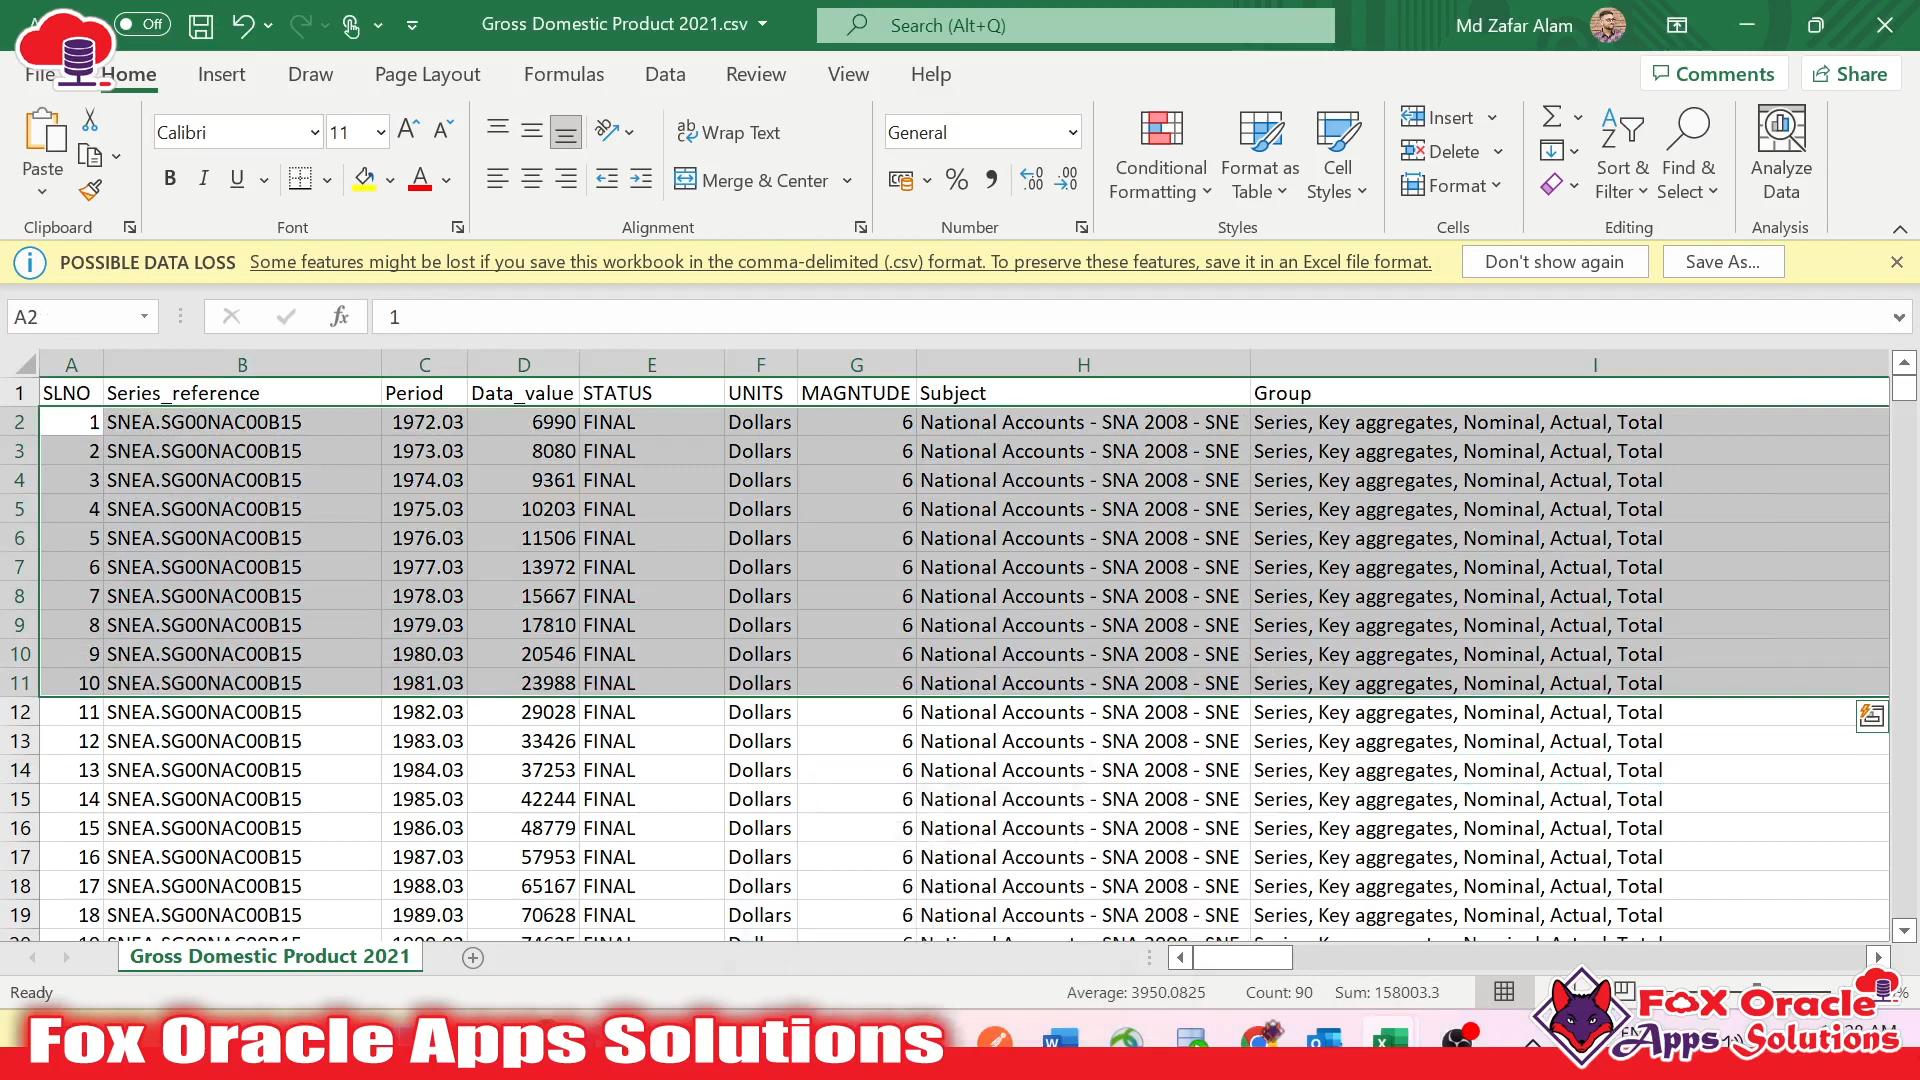 Off
Gross Domestic Product 2021.csv
Search (Alt+Q)
Md Zafar Alam
File Home Insert Draw Page Layout Formulas Data Review View Help
Comments Share
Paste
Clipboard
Calibri 11
B I U
Font
Wrap Text
Merge & Center
Alignment
General
Number
Conditional Formatting
Format as Table
Cell Styles
Styles
Insert
Delete
Format
Cells
Sort & Filter
Find & Select
Editing
Analyze Data
Analysis
POSSIBLE DATA LOSS Some features might be lost if you save this workbook in the comma-delimited (.csv) format. To preserve these features, save it in an Excel file format. Don't show again Save As...
A2 fx 1
A B C D E F G H I
1 SLNO Series_reference Period Data_value STATUS UNITS MAGNTUDE Subject Group
2 1 SNEA.SG00NAC00B15 1972.03 6990 FINAL Dollars 6 National Accounts - SNA 2008 - SNE Series, Key aggregates, Nominal, Actual, Total
3 2 SNEA.SG00NAC00B15 1973.03 8080 FINAL Dollars 6 National Accounts - SNA 2008 - SNE Series, Key aggregates, Nominal, Actual, Total
4 3 SNEA.SG00NAC00B15 1974.03 9361 FINAL Dollars 6 National Accounts - SNA 2008 - SNE Series, Key aggregates, Nominal, Actual, Total
5 4 SNEA.SG00NAC00B15 1975.03 10203 FINAL Dollars 6 National Accounts - SNA 2008 - SNE Series, Key aggregates, Nominal, Actual, Total
6 5 SNEA.SG00NAC00B15 1976.03 11506 FINAL Dollars 6 National Accounts - SNA 2008 - SNE Series, Key aggregates, Nominal, Actual, Total
7 6 SNEA.SG00NAC00B15 1977.03 13972 FINAL Dollars 6 National Accounts - SNA 2008 - SNE Series, Key aggregates, Nominal, Actual, Total
8 7 SNEA.SG00NAC00B15 1978.03 15667 FINAL Dollars 6 National Accounts - SNA 2008 - SNE Series, Key aggregates, Nominal, Actual, Total
9 8 SNEA.SG00NAC00B15 1979.03 17810 FINAL Dollars 6 National Accounts - SNA 2008 - SNE Series, Key aggregates, Nominal, Actual, Total
10 9 SNEA.SG00NAC00B15 1980.03 20546 FINAL Dollars 6 National Accounts - SNA 2008 - SNE Series, Key aggregates, Nominal, Actual, Total
11 10 SNEA.SG00NAC00B15 1981.03 23988 FINAL Dollars 6 National Accounts - SNA 2008 - SNE Series, Key aggregates, Nominal, Actual, Total
12 11 SNEA.SG00NAC00B15 1982.03 29028 FINAL Dollars 6 National Accounts - SNA 2008 - SNE Series, Key aggregates, Nominal, Actual, Total
13 12 SNEA.SG00NAC00B15 1983.03 33426 FINAL Dollars 6 National Accounts - SNA 2008 - SNE Series, Key aggregates, Nominal, Actual, Total
14 13 SNEA.SG00NAC00B15 1984.03 37253 FINAL Dollars 6 National Accounts - SNA 2008 - SNE Series, Key aggregates, Nominal, Actual, Total
15 14 SNEA.SG00NAC00B15 1985.03 42244 FINAL Dollars 6 National Accounts - SNA 2008 - SNE Series, Key aggregates, Nominal, Actual, Total
16 15 SNEA.SG00NAC00B15 1986.03 48779 FINAL Dollars 6 National Accounts - SNA 2008 - SNE Series, Key aggregates, Nominal, Actual, Total
17 16 SNEA.SG00NAC00B15 1987.03 57953 FINAL Dollars 6 National Accounts - SNA 2008 - SNE Series, Key aggregates, Nominal, Actual, Total
18 17 SNEA.SG00NAC00B15 1988.03 65167 FINAL Dollars 6 National Accounts - SNA 2008 - SNE Series, Key aggregates, Nominal, Actual, Total
19 18 SNEA.SG00NAC00B15 1989.03 70628 FINAL Dollars 6 National Accounts - SNA 2008 - SNE Series, Key aggregates, Nominal, Actual, Total
Gross Domestic Product 2021
Ready Average: 3950.0825 Count: 90 Sum: 158003.3
Fox Oracle Apps Solutions
Fox Oracle
Apps Solutions